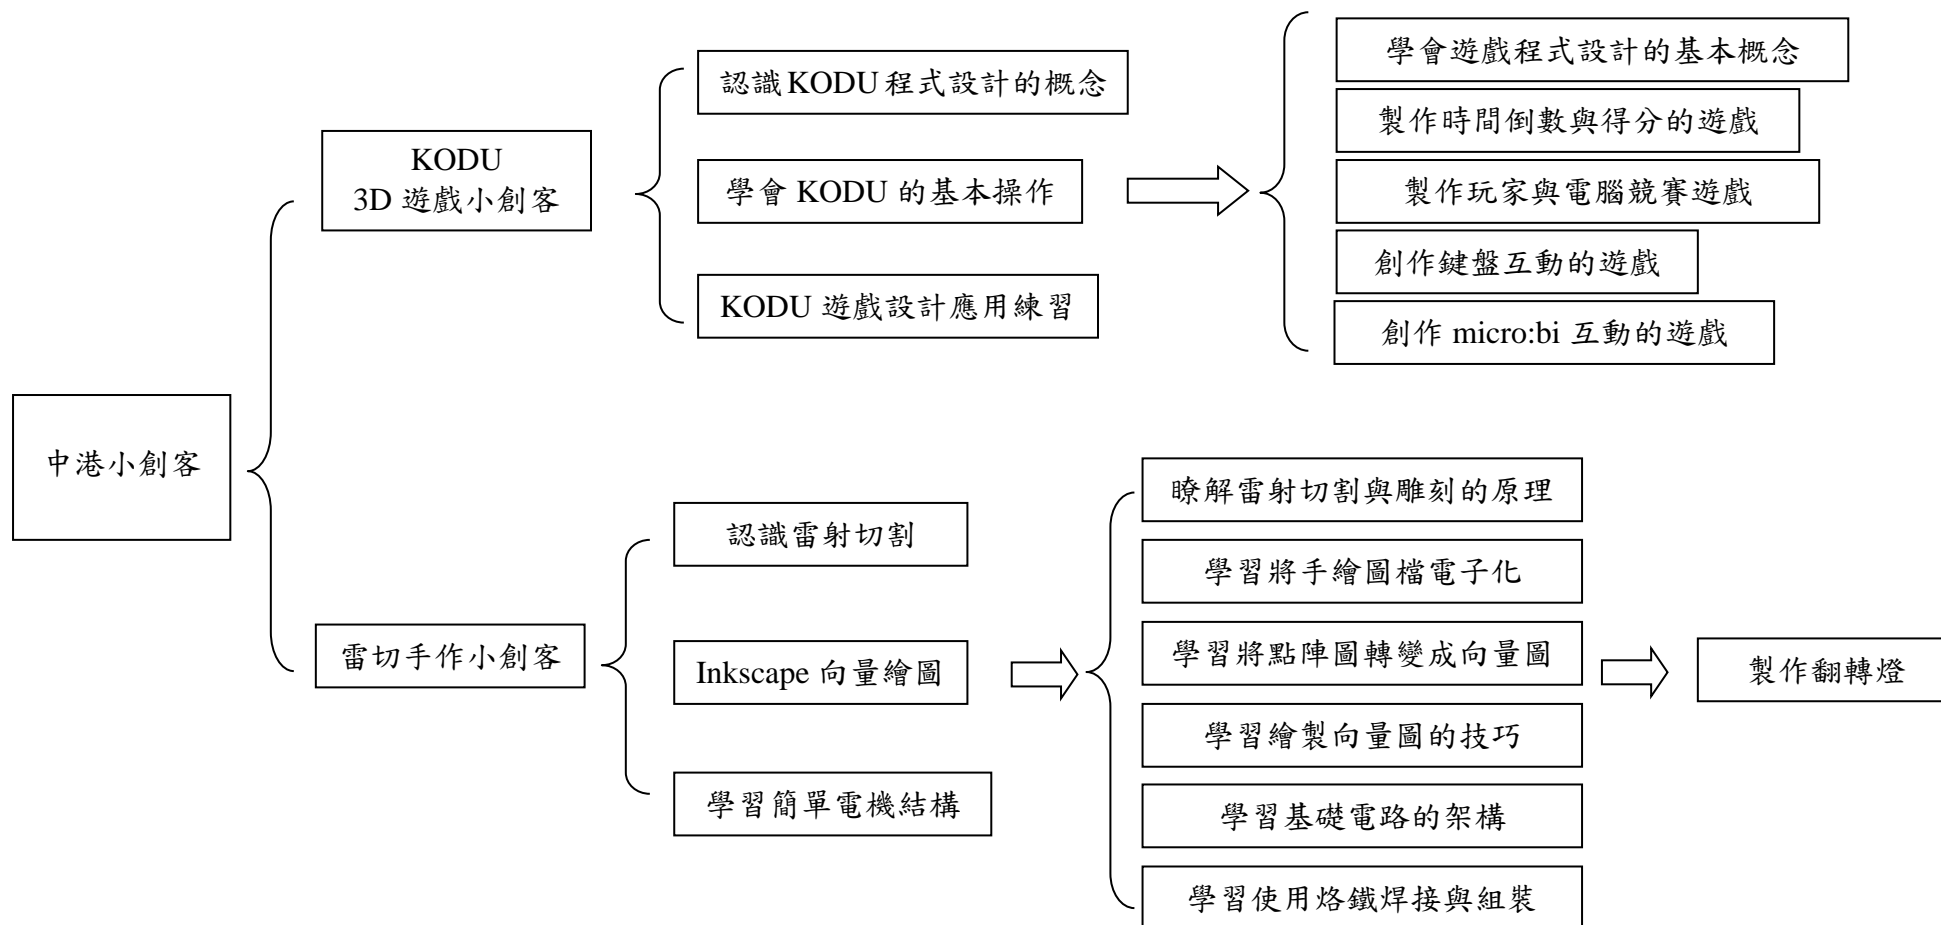 中港小創客
KODU
3D 遊戲小創客
認識 KODU 程式設計的概念
學會 KODU 的基本操作
KODU 遊戲設計應用練習
學會遊戲程式設計的基本概念
製作時間倒數與得分的遊戲
製作玩家與電腦競賽遊戲
創作鍵盤互動的遊戲
創作 micro:bi 互動的遊戲
雷切手作小創客
認識雷射切割
Inkscape 向量繪圖
學習簡單電機結構
瞭解雷射切割與雕刻的原理
學習將手繪圖檔電子化
學習將點陣圖轉變成向量圖
學習繪製向量圖的技巧
學習基礎電路的架構
學習使用烙鐵焊接與組裝
製作翻轉燈